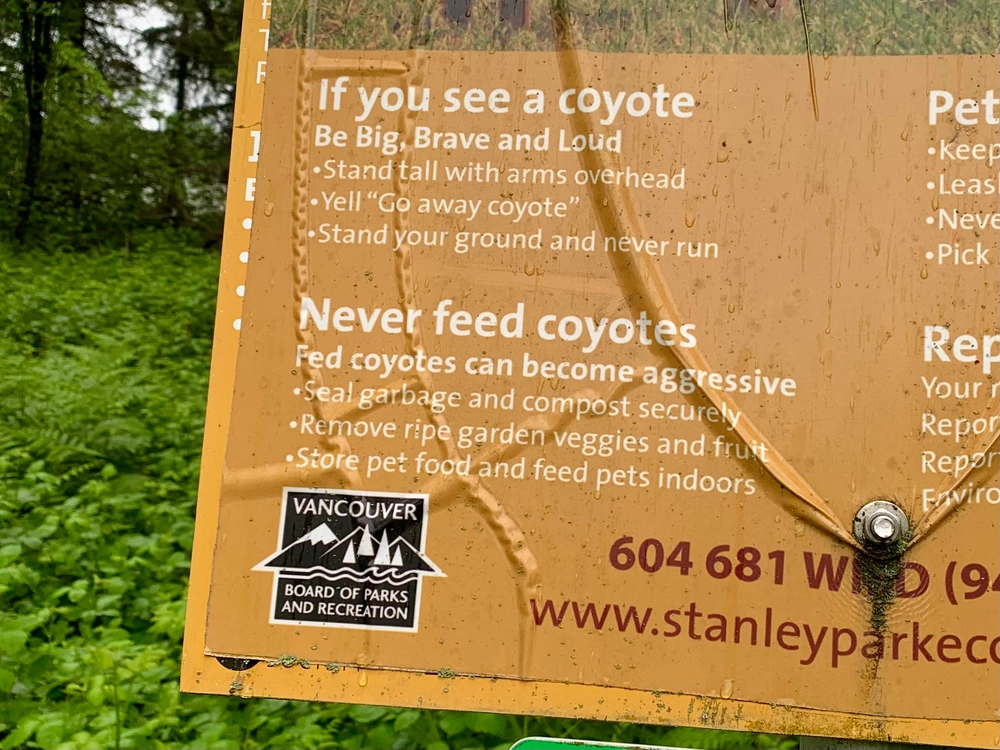 If you see a coyote
Be Big, Brave and Loud
•Stand tall with arms overhead
•Yell “Go away coyote”
•Stand your ground and never run
Never feed coyotes
Fed coyotes can become aggressive
•Seal garbage and compost securely
•Remove ripe garden veggies and fruit
•Store pet food and feed pets indoors
VANCOUVER
BOARD OF PARKS
AND RECREATION
Pet
•Keep
•Leas
•Neve
•Pick
Rep
Your
Repor
Report
Enviro
604 681 W D (94
www.stanleyparkeco